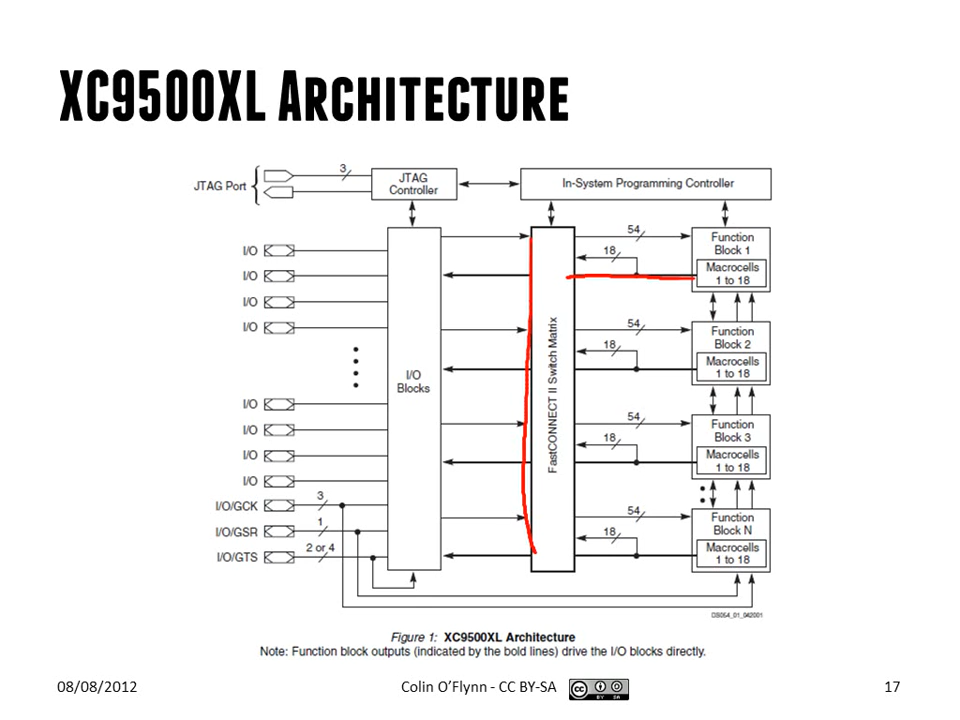 XC9500XL Architecture
JTAG Port
3
JTAG
Controller
In-System Programming Controller
I/O
I/O
I/O
I/O
I/O
I/O
I/O
I/O
I/O/GCK
3
I/O/GSR
1
I/O/GTS
2 or 4
I/O
Blocks
FastCONNECT II Switch Matrix
54
18
Function
Block 1
Macrocells
1 to 18
54
18
Function
Block 2
Macrocells
1 to 18
54
18
Function
Block 3
Macrocells
1 to 18
54
18
Function
Block N
Macrocells
1 to 18
DS054_01_042001
Figure 1: XC9500XL Architecture
Note: Function block outputs (indicated by the bold lines) drive the I/O blocks directly.
08/08/2012
Colin O'Flynn - CC BY-SA
cc
BY SA
17